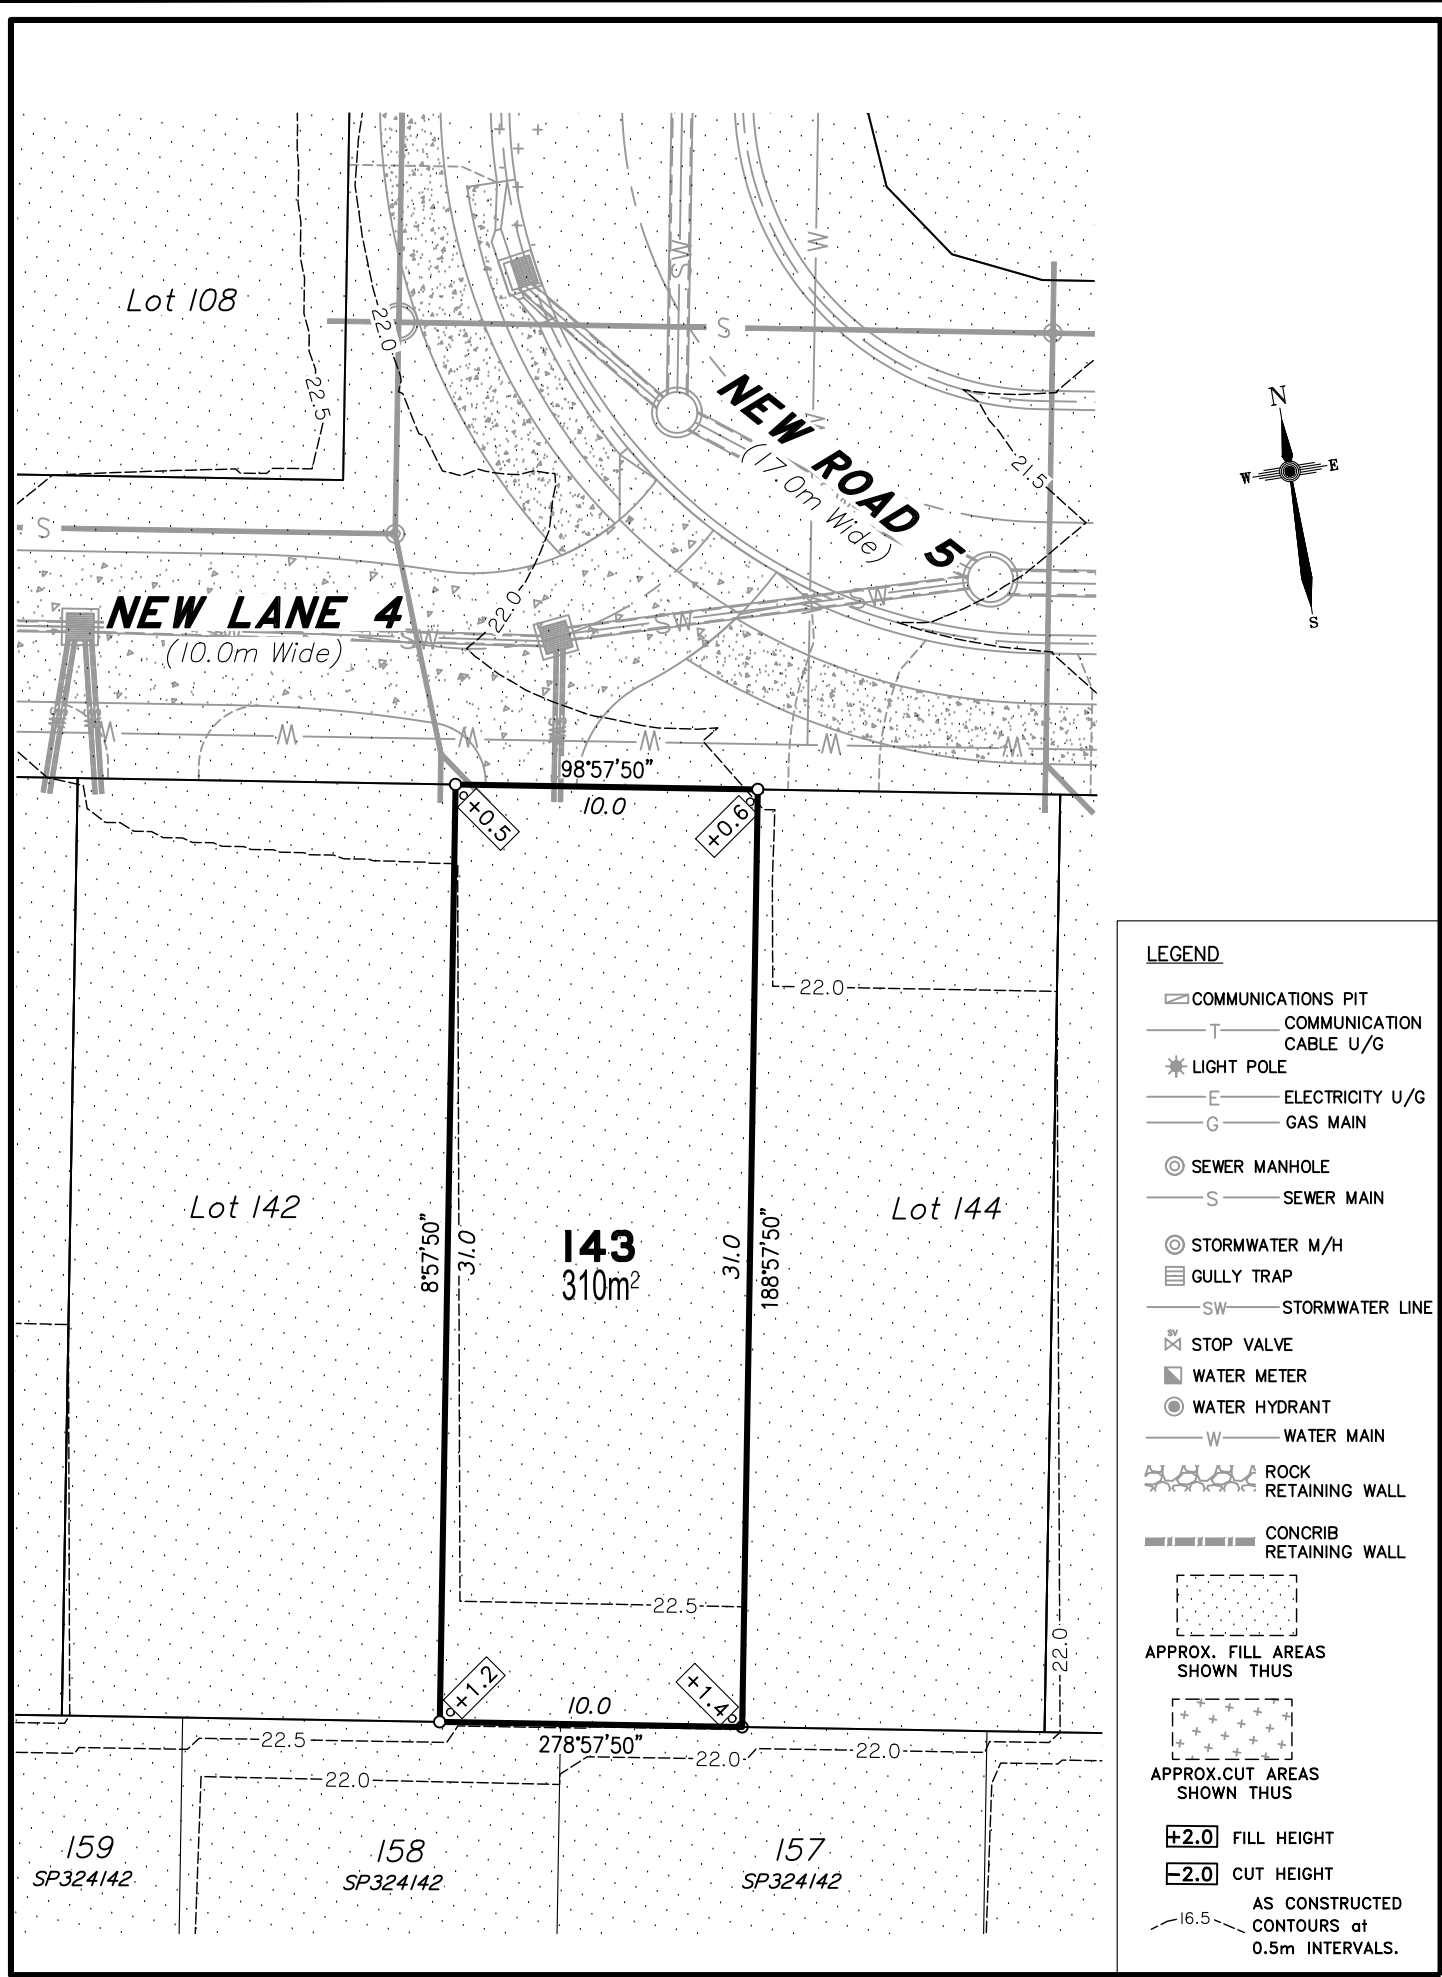 Lot 108
22.5
22.0
SW
W
S
W
NEW ROAD 5
(17.0m Wide)
21.5
N
W
E
S
S
NEW LANE 4
(10.0m Wide)
22.0
SW
SW
SW
SW
SW
SW
W
W
W
W
W
W
98°57'50"
10.0
+0.5
+0.6
22.0
Lot 142
8°57'50"
31.0
143
310m²
31.0
188°57'50"
Lot 144
22.5
22.0
+1.2
10.0
+1.4
278°57'50"
22.5
22.0
22.0
22.0
159
SP324142
158
SP324142
157
SP324142
LEGEND
COMMUNICATIONS PIT
T
COMMUNICATION
CABLE U/G
LIGHT POLE
E
ELECTRICITY U/G
G
GAS MAIN
SEWER MANHOLE
S
SEWER MAIN
STORMWATER M/H
GULLY TRAP
SW
STORMWATER LINE
SV
STOP VALVE
WATER METER
WATER HYDRANT
W
WATER MAIN
ROCK
RETAINING WALL
CONCRIB
RETAINING WALL
APPROX. FILL AREAS
SHOWN THUS
APPROX.CUT AREAS
SHOWN THUS
+2.0 FILL HEIGHT
-2.0 CUT HEIGHT
16.5
AS CONSTRUCTED
CONTOURS at
0.5m INTERVALS.